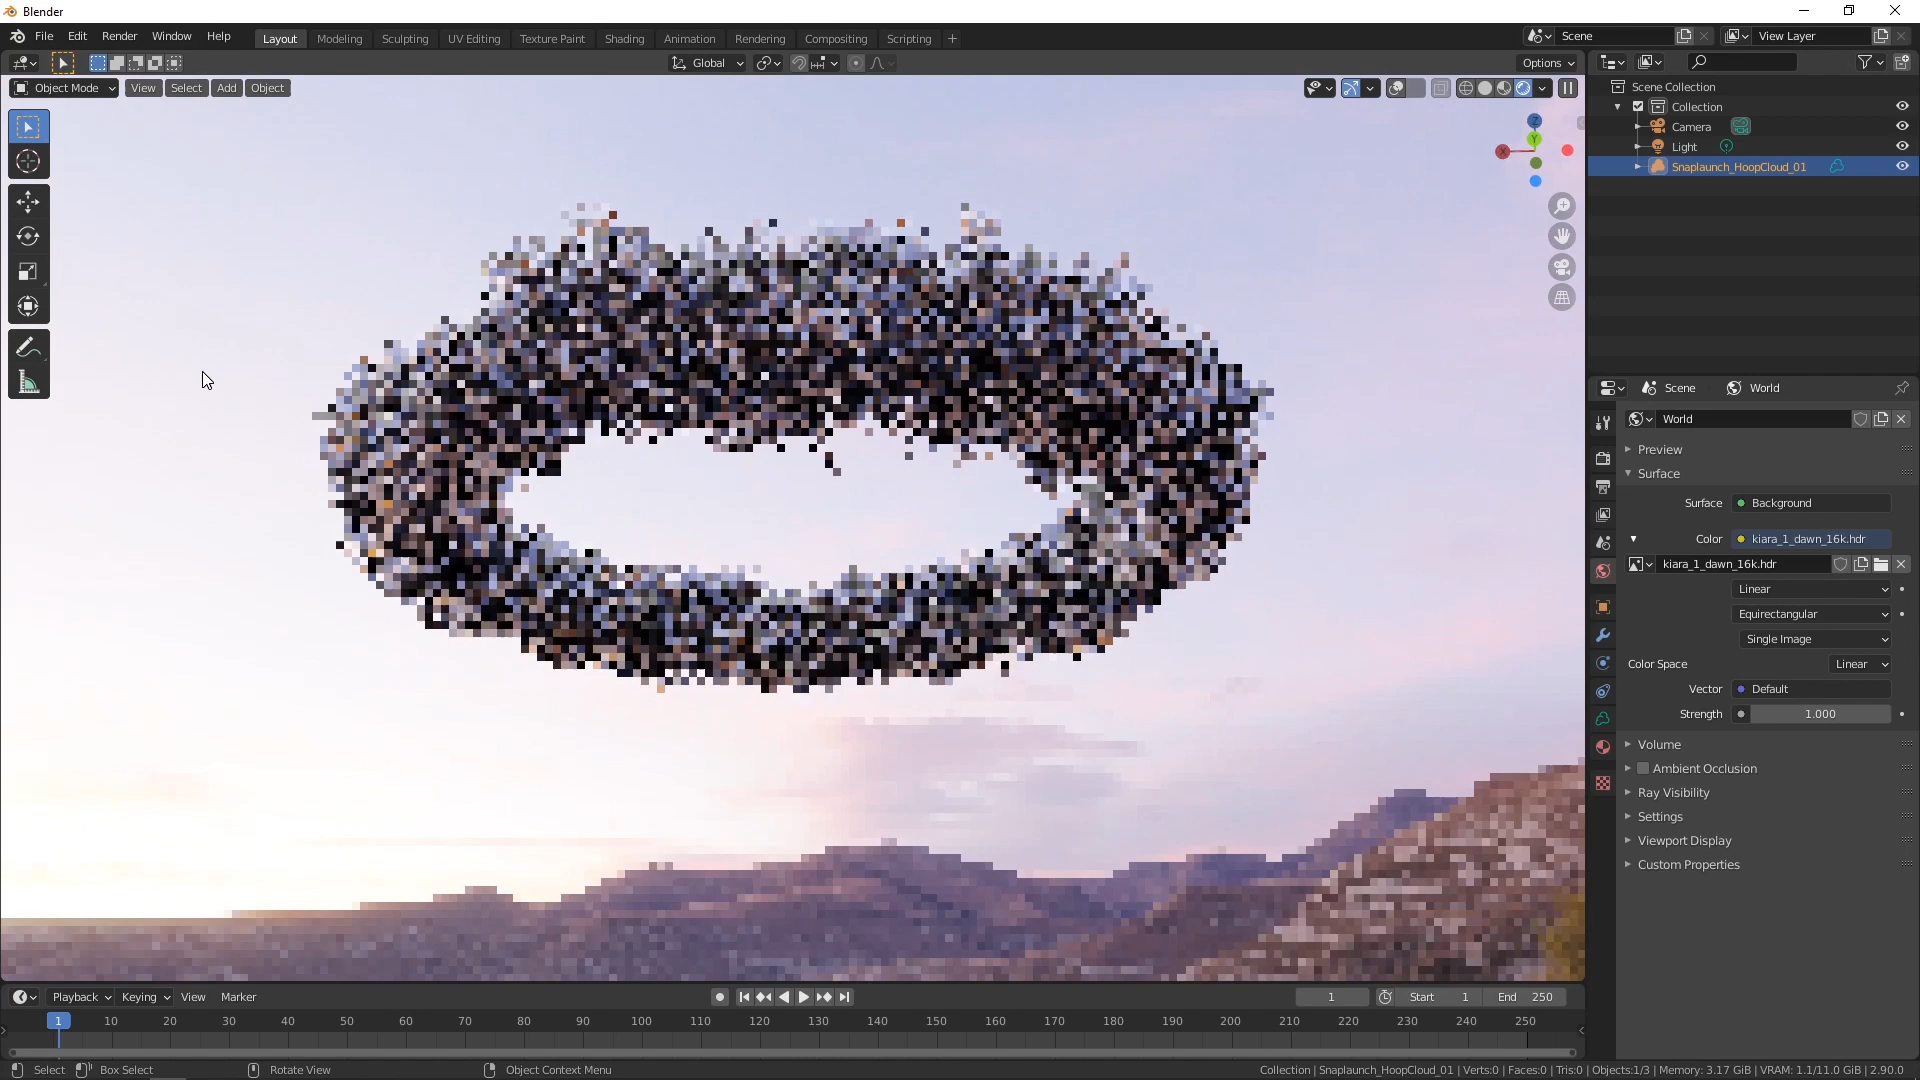 Blender
File Edit Render Window Help Layout Modeling Sculpting UV Editing Texture Paint Shading Animation Rendering Compositing Scripting + Scene View Layer
Global Options
Object Mode View Select Add Object
Scene Collection
Collection
Camera
Light
Snaplaunch_HoopCloud_01
Z
Y
X
Scene World
World
Preview
Surface
Surface Background
Color kiara_1_dawn_16k.hdr
kiara_1_dawn_16k.hdr
Linear
Equirectangular
Single Image
Color Space Linear
Vector Default
Strength 1.000
Volume
Ambient Occlusion
Ray Visibility
Settings
Viewport Display
Custom Properties
Playback Keying View Marker 1 Start 1 End 250
1 10 20 30 40 50 60 70 80 90 100 110 120 130 140 150 160 170 180 190 200 210 220 230 240 250
Select Box Select Rotate View Object Context Menu Collection | Snaplaunch_HoopCloud_01 | Verts:0 | Faces:0 | Tris:0 | Objects:1/3 | Memory: 3.17 GiB | VRAM: 1.1/11.0 GiB | 2.90.0